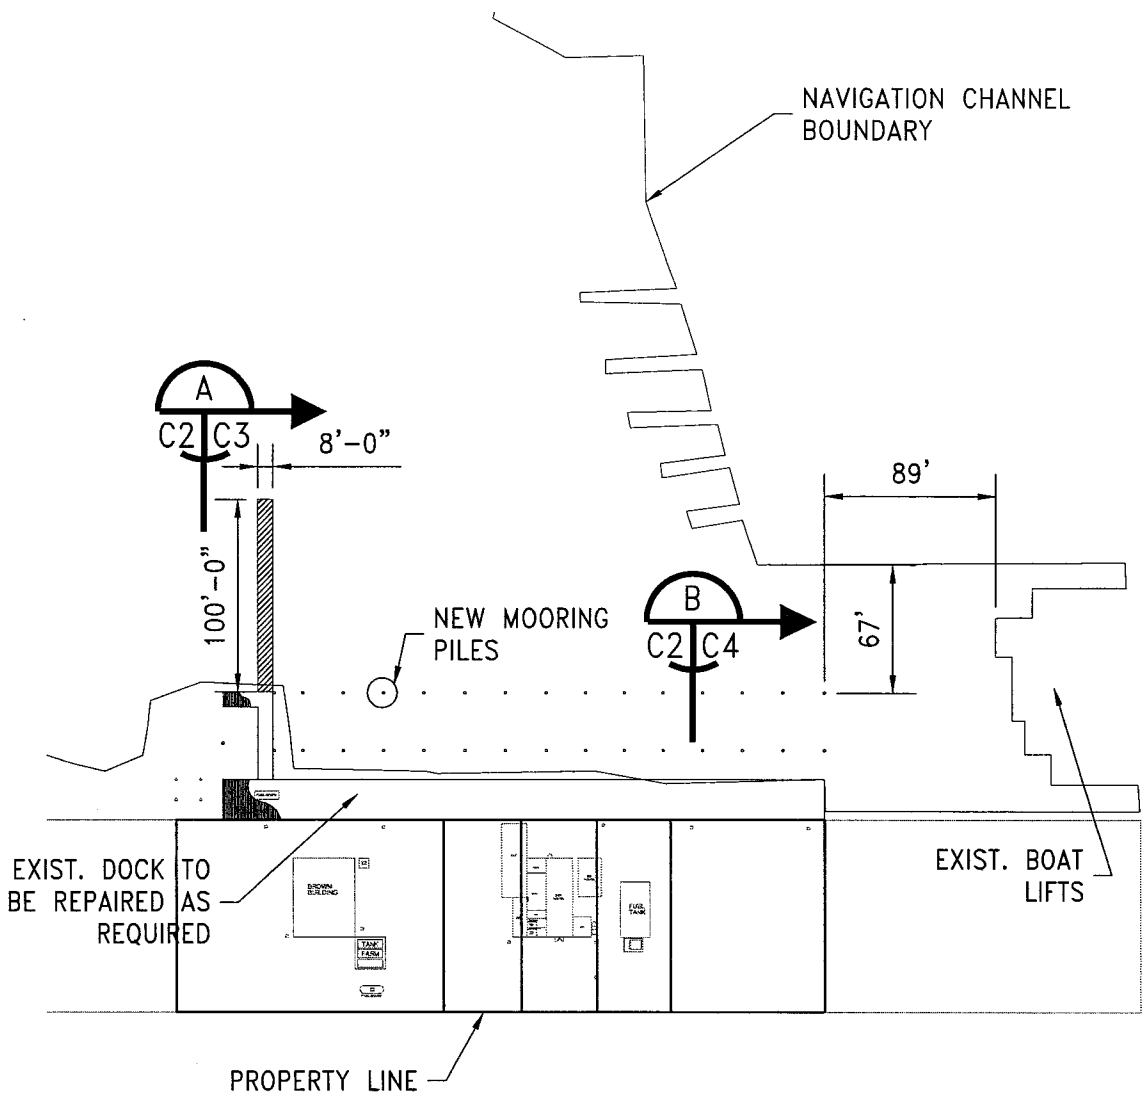 NAVIGATION CHANNEL
BOUNDARY
A
C2 C3
8'-0"
89'
100'-0"
NEW MOORING
PILES
B
C2 C4
67'
EXIST. DOCK TO
BE REPAIRED AS
REQUIRED
BROWN
BUILDING
TANK
FARM
FUEL
TANK
EXIST. BOAT
LIFTS
PROPERTY LINE